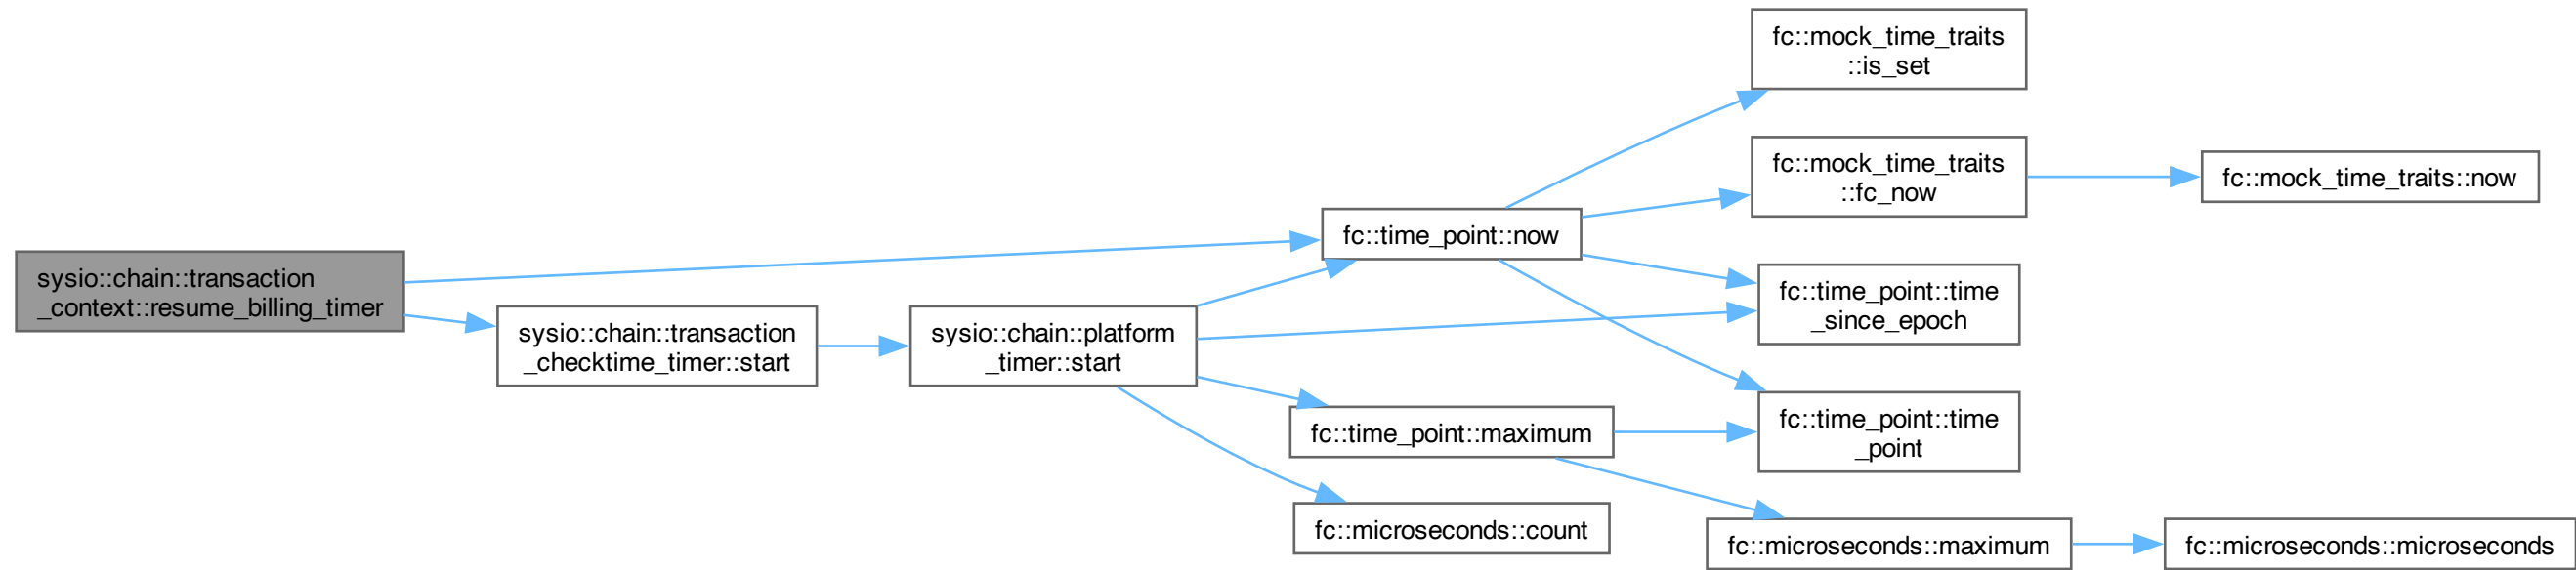 sysio::chain::transaction
_context::resume_billing_timer
sysio::chain::transaction
_checktime_timer::start
sysio::chain::platform
_timer::start
fc::time_point::now
fc::time_point::maximum
fc::microseconds::count
fc::mock_time_traits
::is_set
fc::mock_time_traits
::fc_now
fc::time_point::time
_since_epoch
fc::time_point::time
_point
fc::microseconds::maximum
fc::mock_time_traits::now
fc::microseconds::microseconds